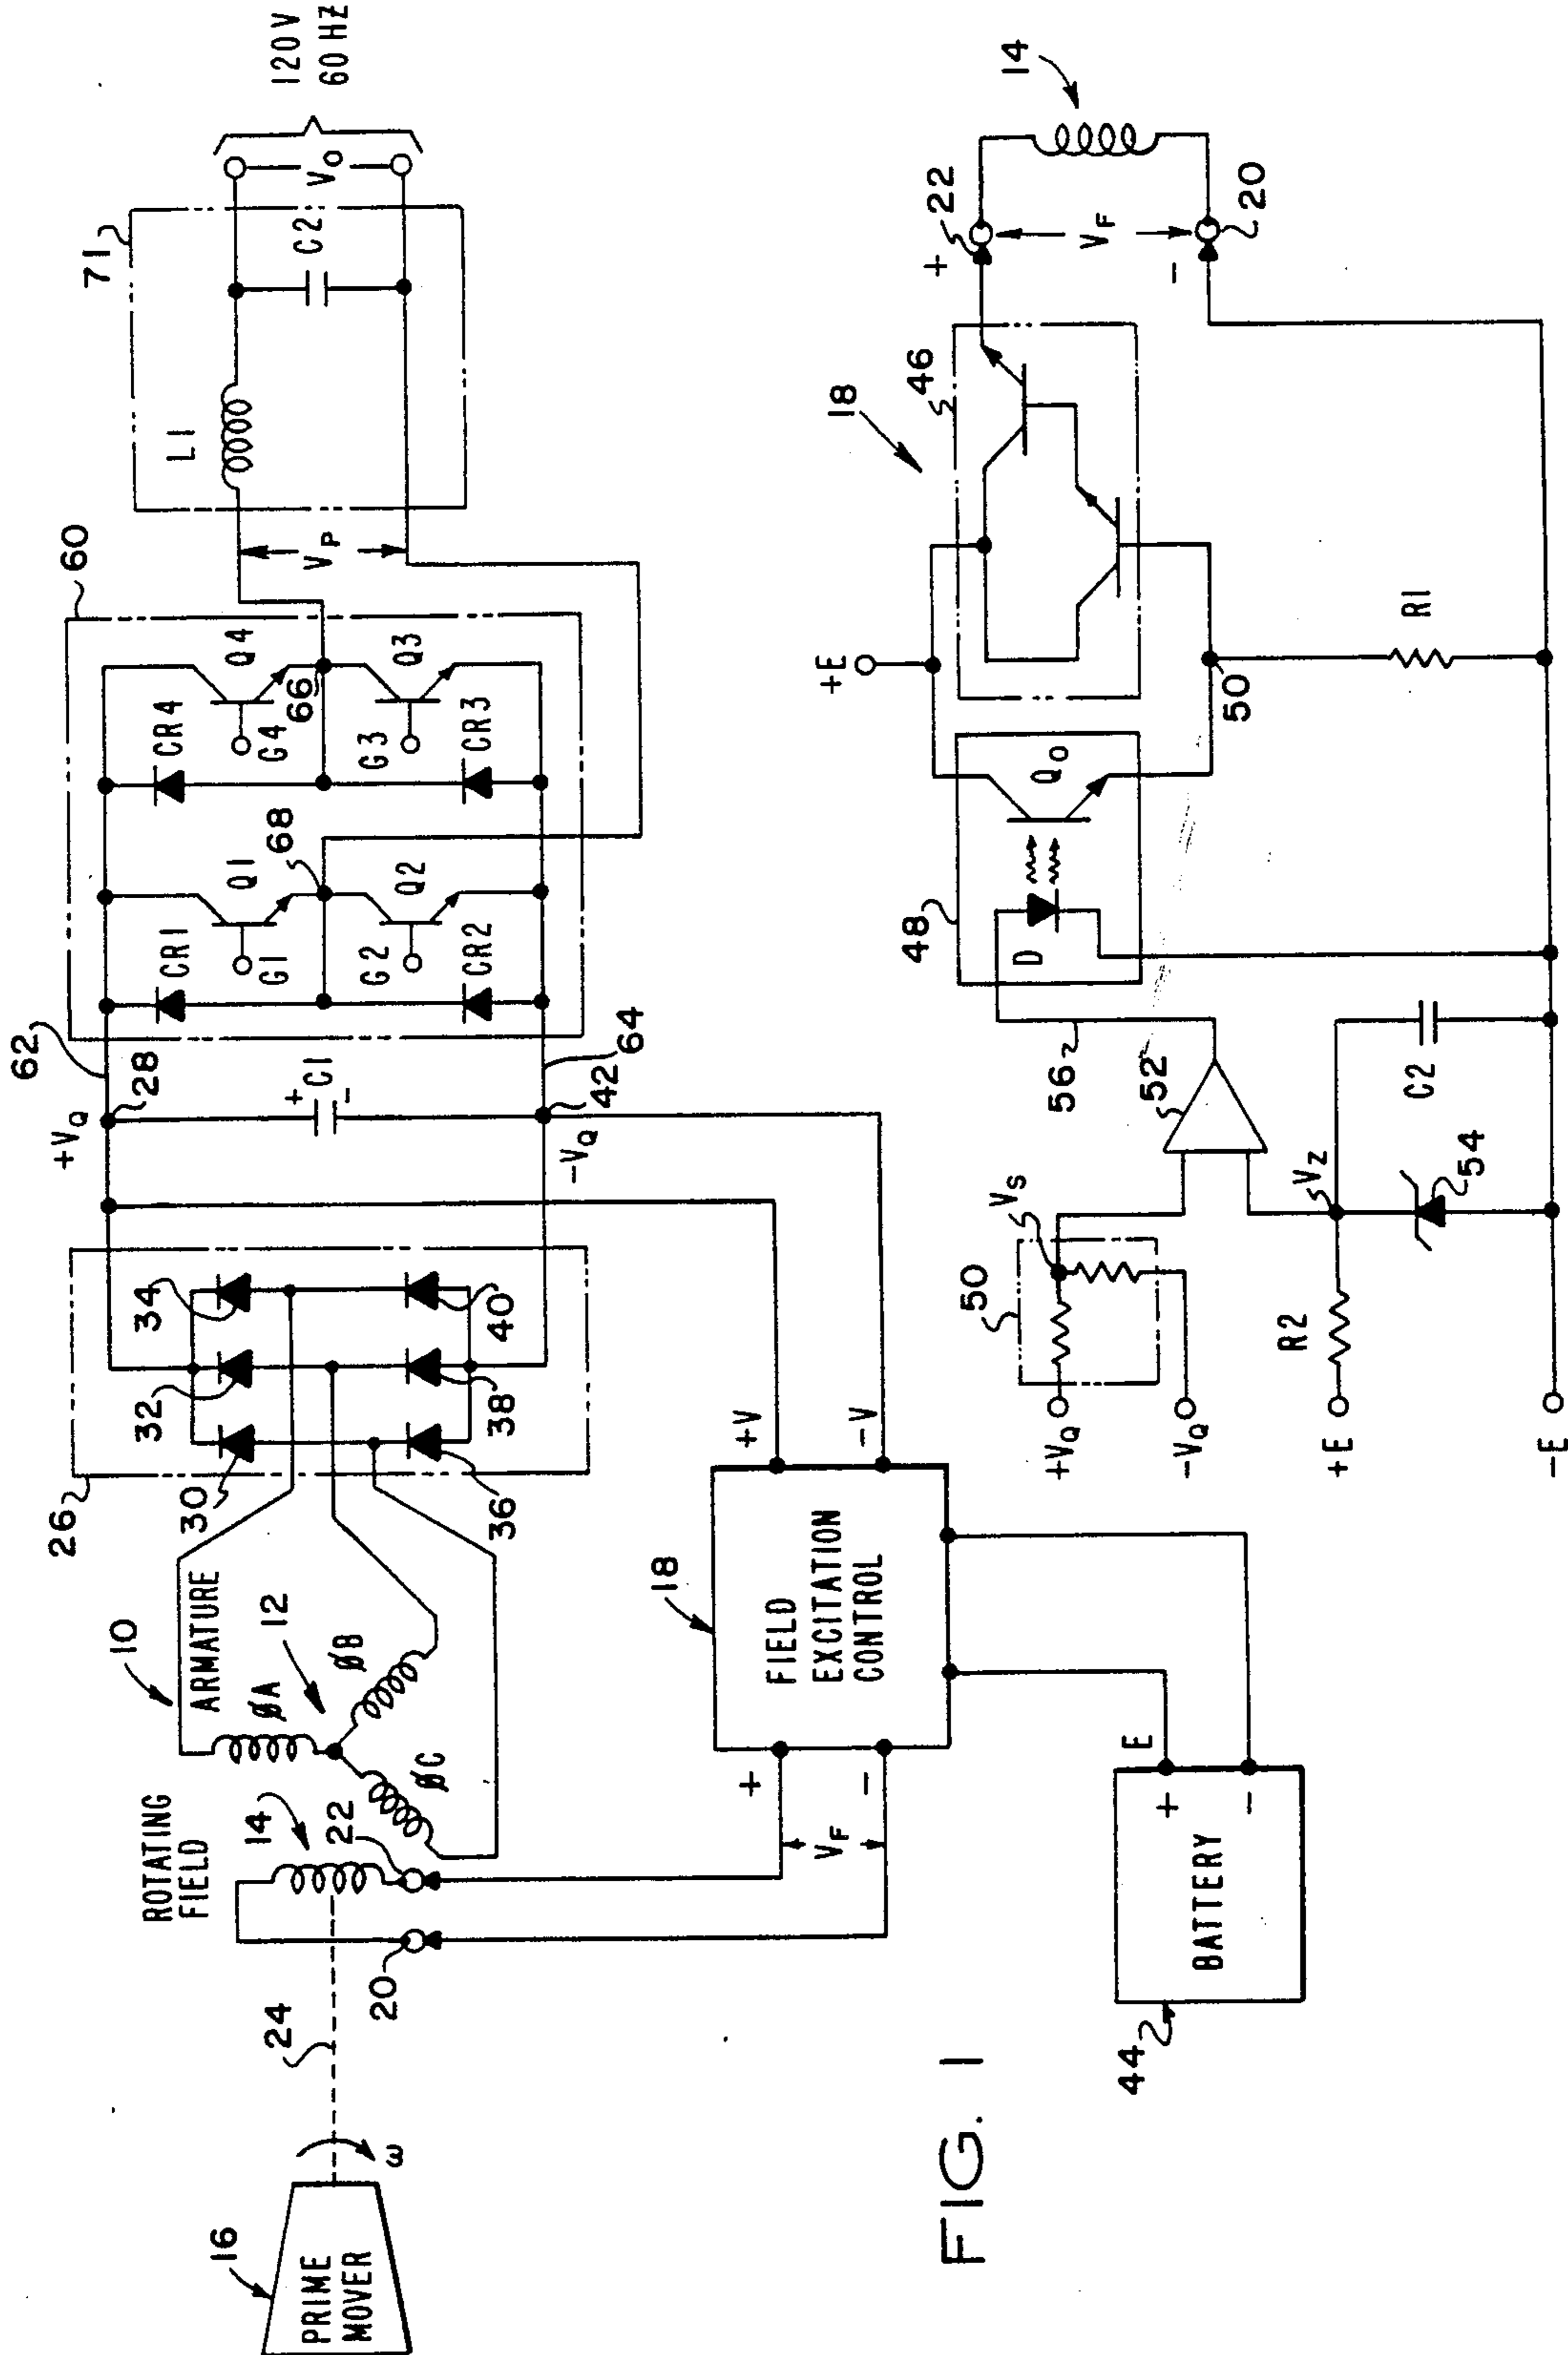 16
PRIME
MOVER
ω
24
ROTATING
FIELD
14
22
20
10
ARMATURE
12
ØA
ØB
ØC
26
30
32
34
36
38
40
+VQ
28
62
C1
+
-
-VQ
42
64
60
CR1
Q1
G1
68
CR2
Q2
G2
CR4
Q4
G4
66
CR3
Q3
G3
VP
71
L1
C2
VO
120V
60HZ
18
FIELD
EXCITATION
CONTROL
+V
-V
+
-
VF
44
BATTERY
E
+
-
FIG. 1
+VQ
-VQ
+E
-E
50
VS
R2
VZ
54
C2
52
56
48
D
QO
+E
18
46
50
R1
+
22
VF
-
20
14